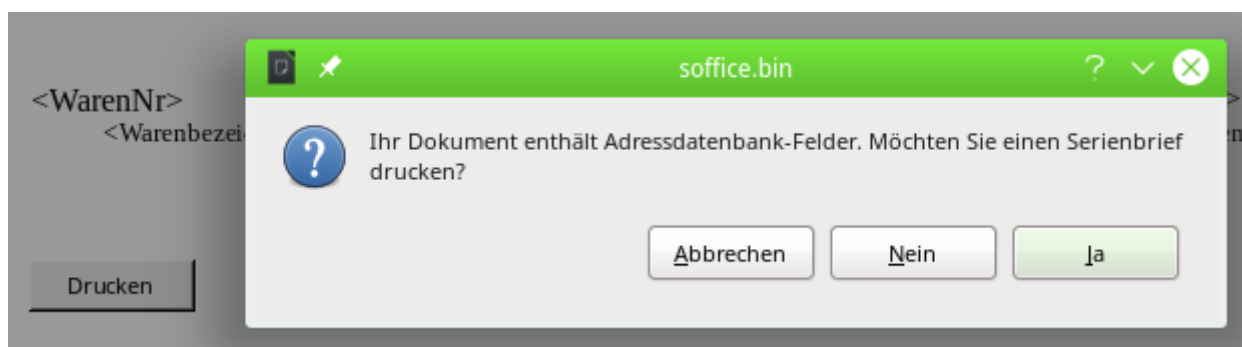 soffice.bin
<WarenNr>
Ihr Dokument enthält Adressdatenbank-Felder. Möchten Sie einen Serienbrief
drucken?
Abbrechen
Nein
Ja
Drucken